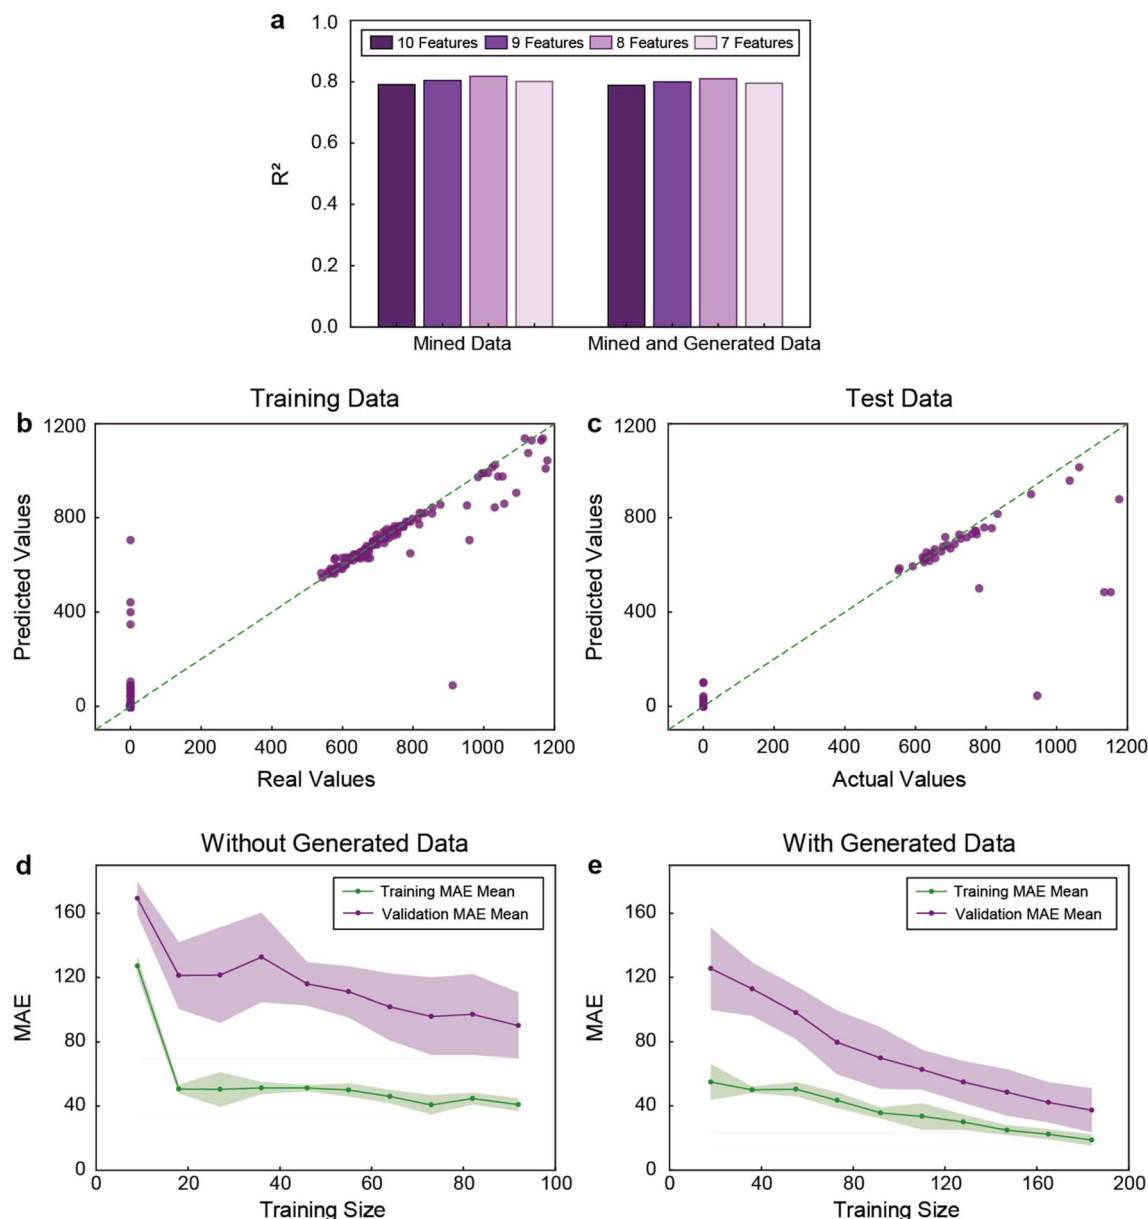 a
1.0
10 Features 9 Features 8 Features 7 Features
0.8
0.6
R²
0.4
0.2
0.0
Mined Data Mined and Generated Data
b
Training Data
1200
800
Predicted Values
400
0
0 200 400 600 800 1000 1200
Real Values
c
Test Data
1200
800
Predicted Values
400
0
0 200 400 600 800 1000 1200
Actual Values
d
Without Generated Data
Training MAE Mean
Validation MAE Mean
160
120
MAE
80
40
0
0 20 40 60 80 100
Training Size
e
With Generated Data
Training MAE Mean
Validation MAE Mean
160
120
MAE
80
40
0
0 40 80 120 160 200
Training Size